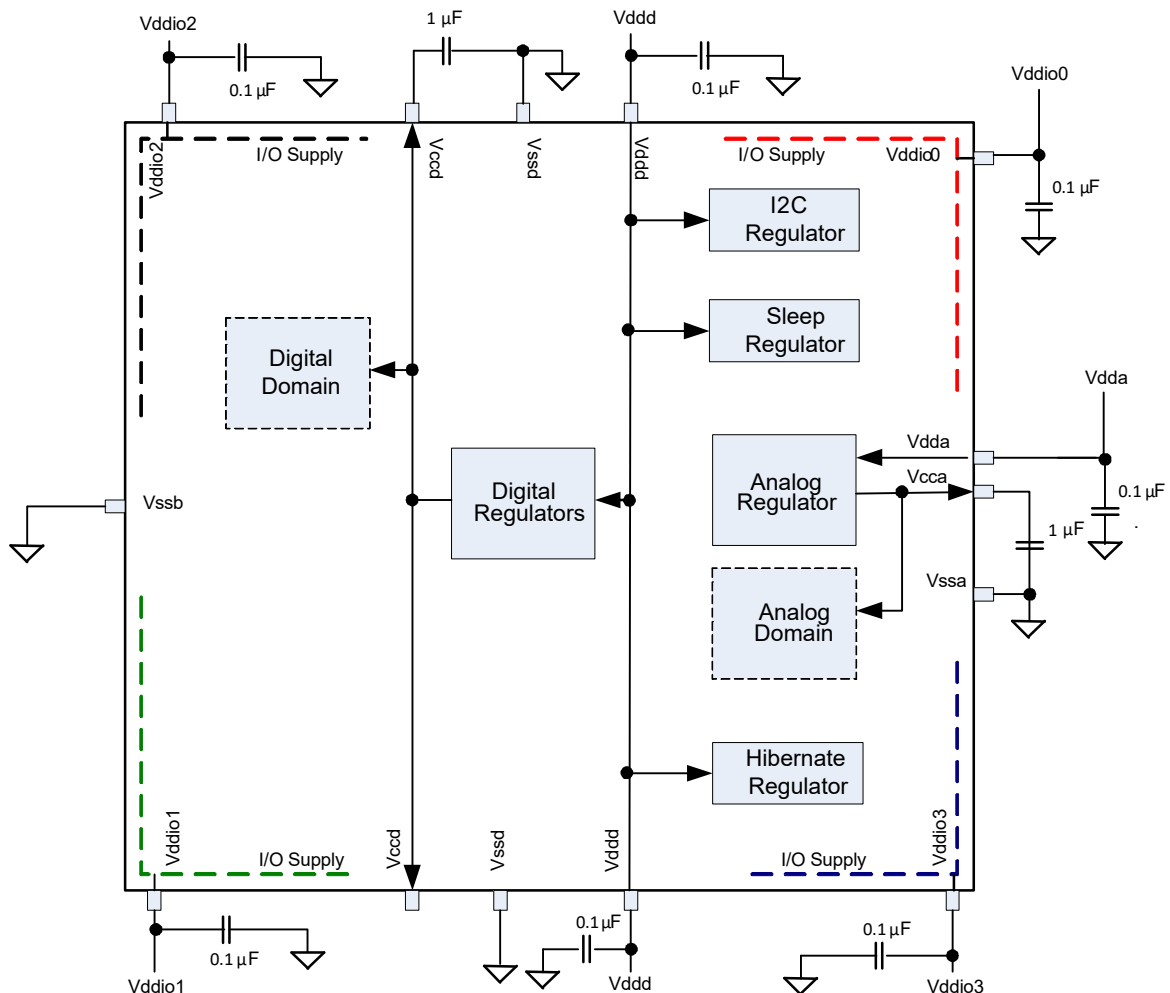 Vddio2
1 µF
Vddd
0.1 µF
0.1 µF
Vddio0
0.1 µF
Vddio2
I/O Supply
Vccd
Vssd
Vddd
I/O Supply
Vddio0
I2C
Regulator
Sleep
Regulator
Digital
Domain
Vdda
Vdda
Vcca
Analog
Regulator
Digital
Regulators
0.1 µF
.
1 µF
Vssb
Vssa
Analog
Domain
Hibernate
Regulator
Vddio1
I/O Supply
Vccd
Vssd
Vddd
I/O Supply
Vddio3
0.1 µF
0.1 µF
0.1 µF
Vddio1
Vddd
Vddio3